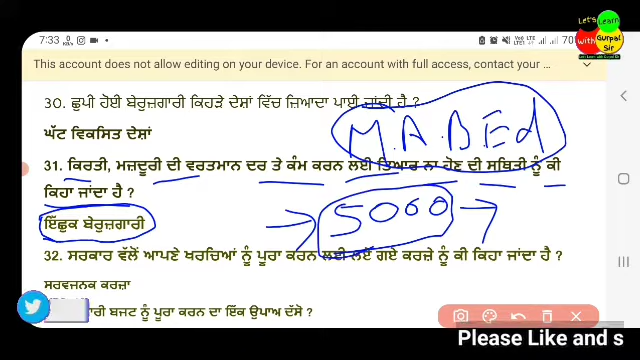 7:33
70
Let's Learn
with Gurpal
Sir
This account does not allow editing on your device. For an account with full access, contact your ...
30. ਛੁਪੀ ਹੋਈ ਬੇਰੁਜ਼ਗਾਰੀ ਕਿਹੜੇ ਦੇਸ਼ਾਂ ਵਿੱਚ ਜ਼ਿਆਦਾ ਪਾਈ ਜਾਂਦੀ ਹੈ ?
ਘੱਟ ਵਿਕਸਿਤ ਦੇਸ਼ਾਂ
M.A.B.Ed
31. ਕਿਰਤੀ, ਮਜ਼ਦੂਰੀ ਦੀ ਵਰਤਮਾਨ ਦਰ ਤੇ ਕੰਮ ਕਰਨ ਲਈ ਤਿਆਰ ਨਾ ਹੋਣ ਦੀ ਸਥਿਤੀ ਨੂੰ ਕੀ
ਕਿਹਾ ਜਾਂਦਾ ਹੈ ?
ਇੱਛੁਕ ਬੇਰੁਜ਼ਗਾਰੀ
5000
32. ਸਰਕਾਰ ਵੱਲੋਂ ਆਪਣੇ ਖਰਚਿਆਂ ਨੂੰ ਪੂਰਾ ਕਰਨ ਲਈ ਲਏ ਗਏ ਕਰਜ਼ੇ ਨੂੰ ਕੀ ਕਿਹਾ ਜਾਂਦਾ ਹੈ ?
ਸਰਵਜਨਕ ਕਰਜ਼ਾ
ਬਜਟ ਨੂੰ ਪੂਰਾ ਕਰਨ ਦਾ ਇੱਕ ਉਪਾਅ ਦੱਸੋ ?
Please Like and s